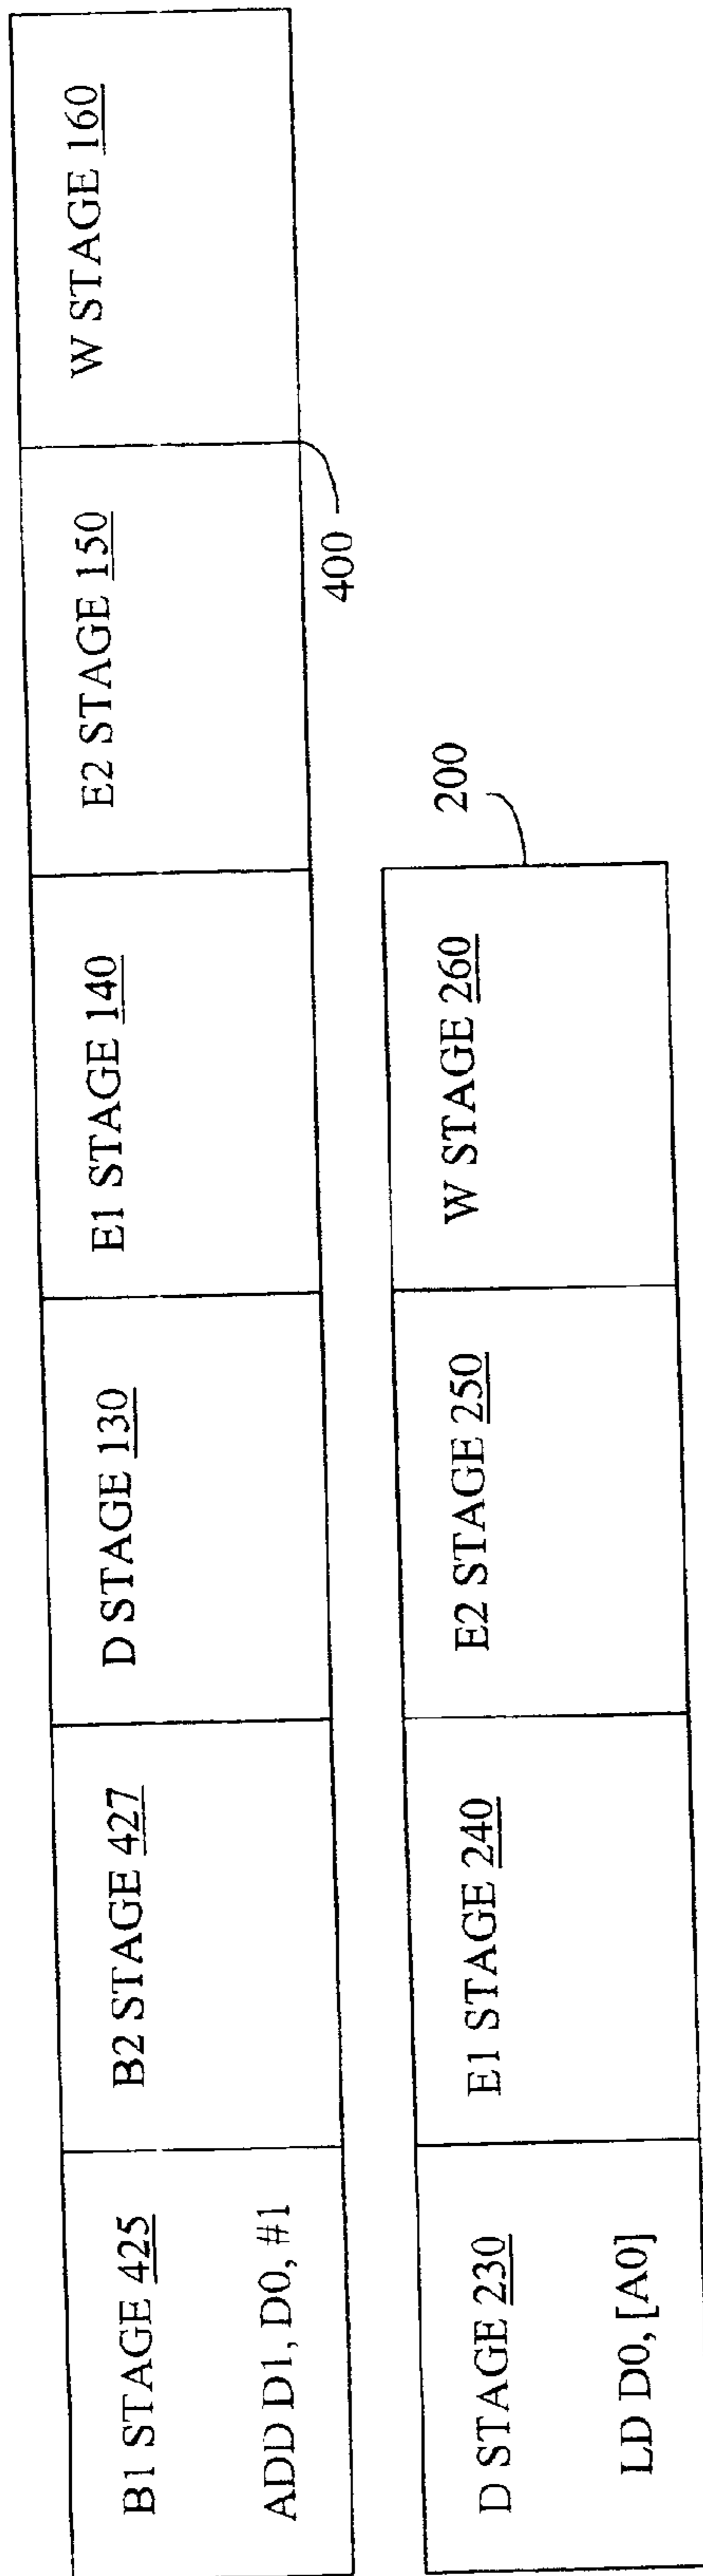 B1 STAGE 425
ADD D1, D0, #1
B2 STAGE 427
D STAGE 130
E1 STAGE 140
E2 STAGE 150
W STAGE 160
400
D STAGE 230
LD D0, [A0]
E1 STAGE 240
E2 STAGE 250
W STAGE 260
200